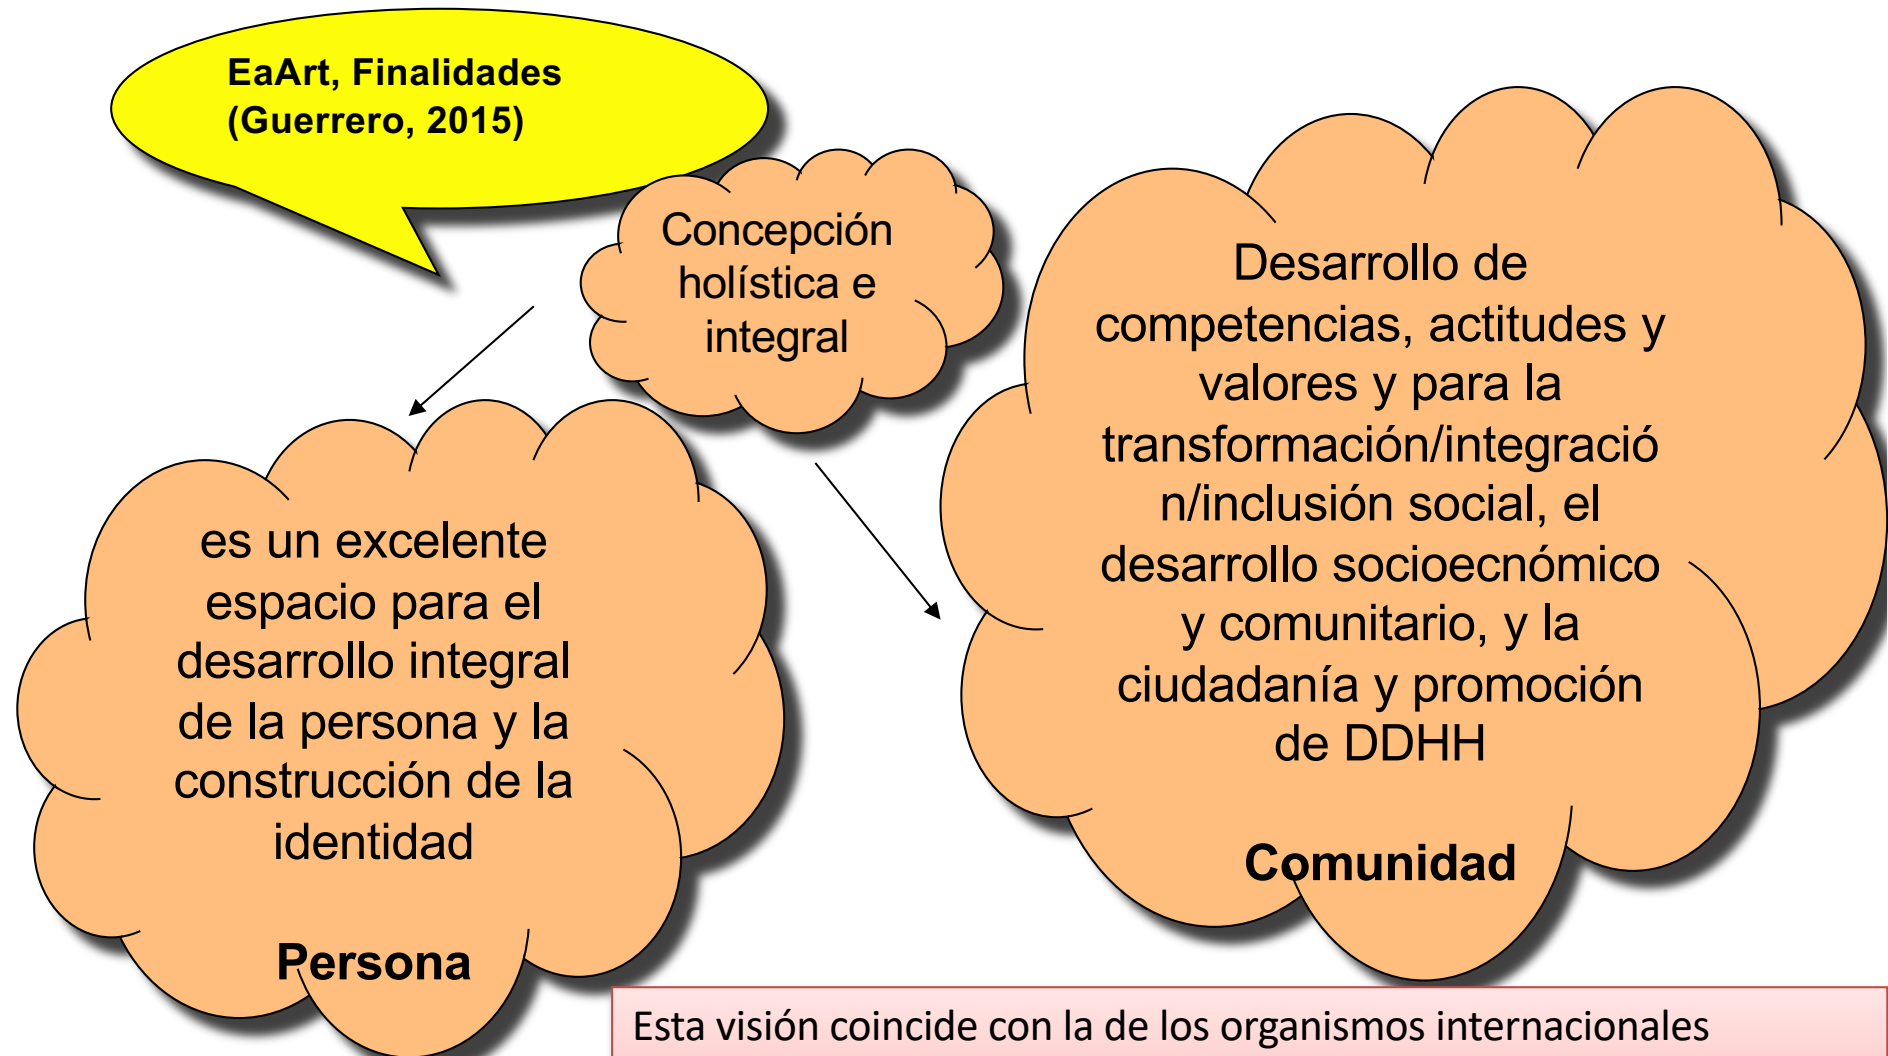 EaArt, Finalidades
(Guerrero, 2015)
Concepción
holística e
integral
es un excelente
espacio para el
desarrollo integral
de la persona y la
construcción de la
identidad
Persona
Desarrollo de
competencias, actitudes y
valores y para la
transformación/integració
n/inclusión social, el
desarrollo socioecnómico
y comunitario, y la
ciudadanía y promoción
de DDHH
Comunidad
Esta visión coincide con la de los organismos internacionales